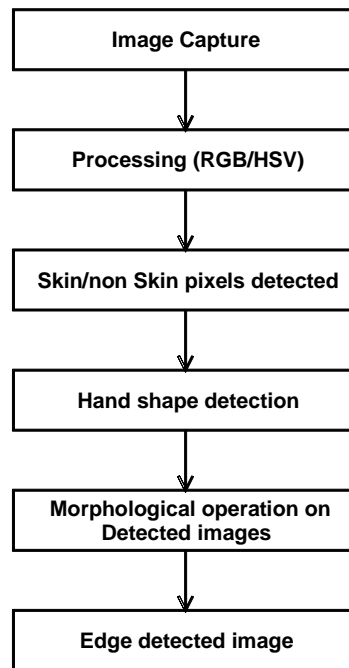 Image Capture
Processing (RGB/HSV)
Skin/non Skin pixels detected
Hand shape detection
Morphological operation on
Detected images
Edge detected image